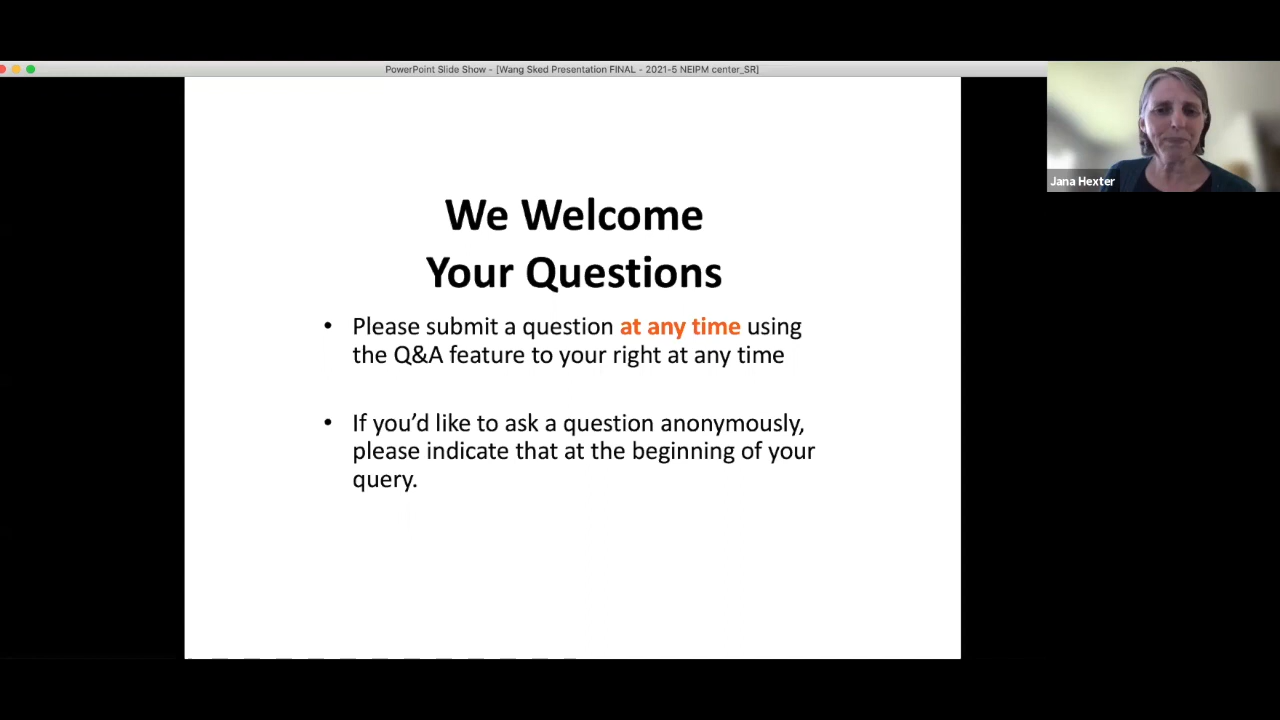 PowerPoint Slide Show - [Wang Sked Presentation FINAL - 2021-5 NEIPM center_SR]
Jana Hexter
We Welcome
Your Questions
• Please submit a question at any time using
the Q&A feature to your right at any time
• If you’d like to ask a question anonymously,
please indicate that at the beginning of your
query.